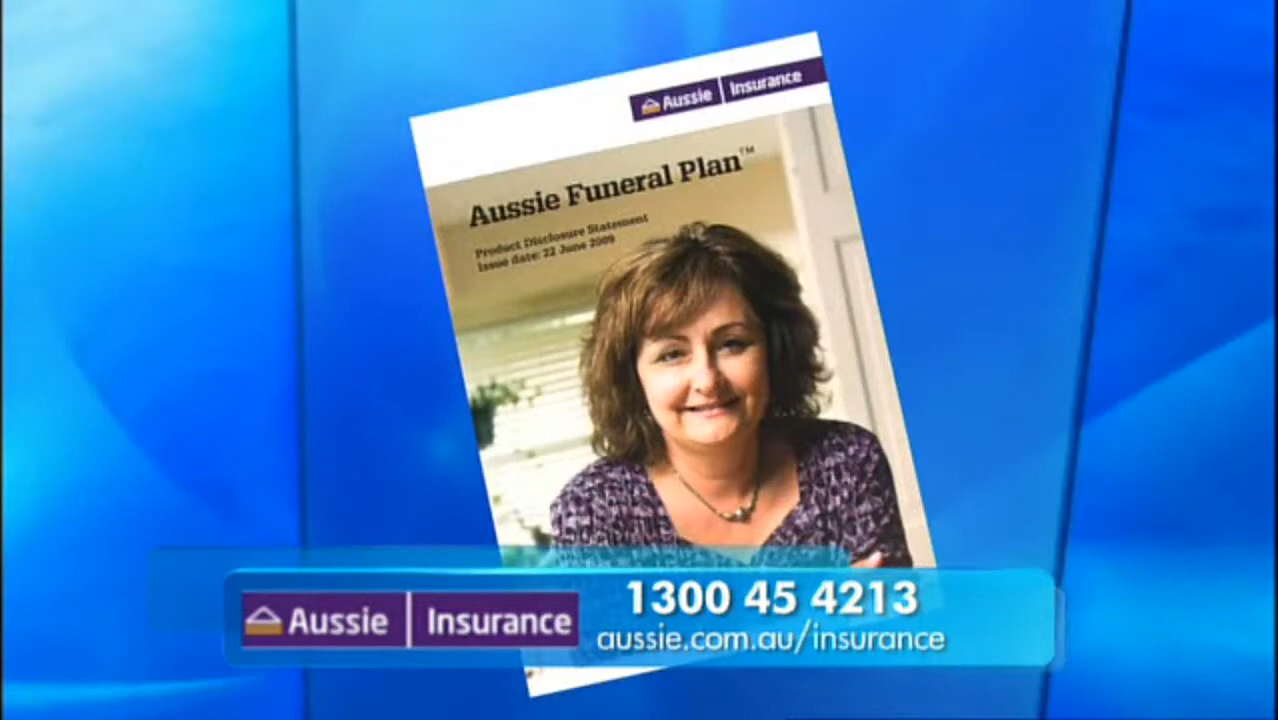 Aussie Insurance
Aussie Funeral Plan™
Product Disclosure Statement
Issue date: 22 June 2009
Aussie Insurance
1300 45 4213
aussie.com.au/insurance